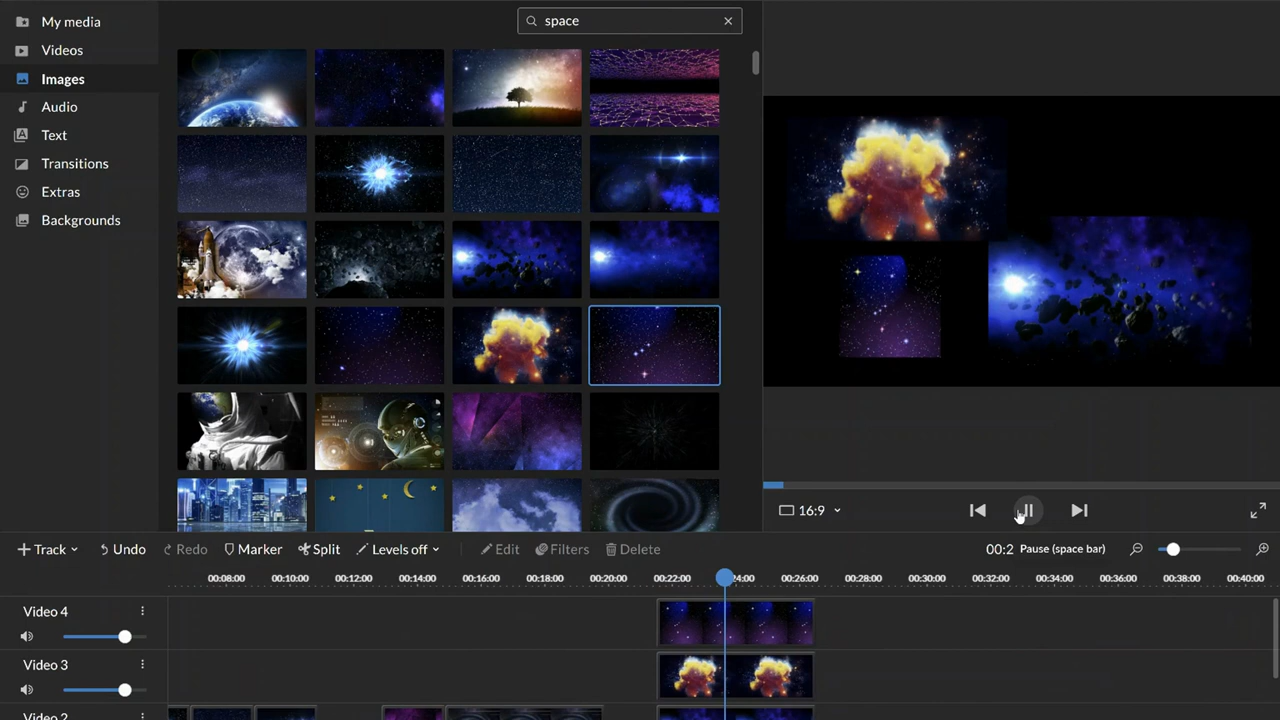 My media
Videos
Images
Audio
Text
Transitions
Extras
Backgrounds
space
16:9
Track
Undo
Redo
Marker
Split
Levels off
Edit
Filters
Delete
00:2
Pause (space bar)
00:08:00 00:10:00 00:12:00 00:14:00 00:16:00 00:18:00 00:20:00 00:22:00 24:00 00:26:00 00:28:00 00:30:00 00:32:00 00:34:00 00:36:00 00:38:00 00:40:00
Video 4
Video 3
Video 2